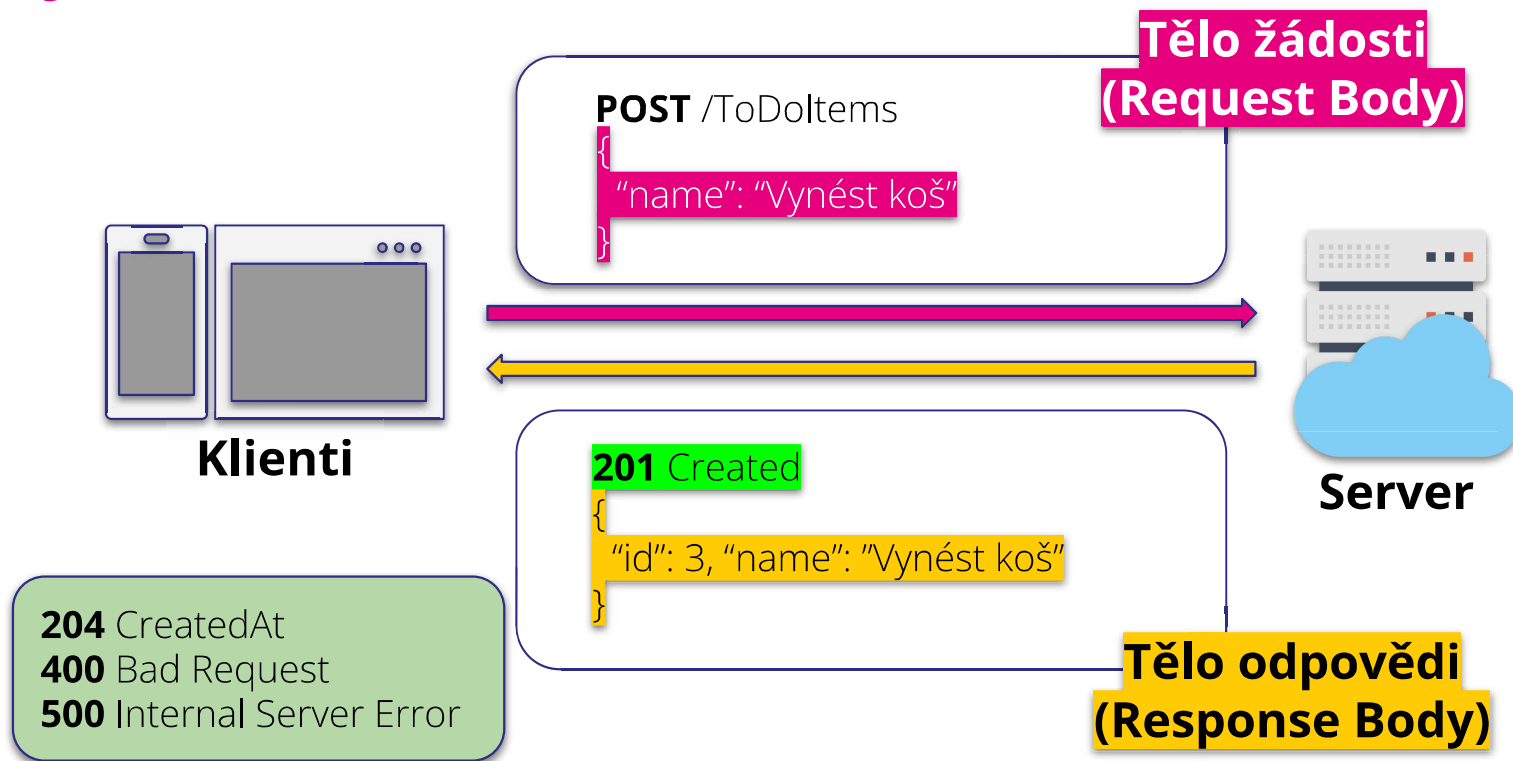 Tělo žádosti
(Request Body)
POST /ToDoItems
{
“name”: “Vynést koš”
}
Klienti
Server
201 Created
{
“id”: 3, “name”: ”Vynést koš”
}
204 CreatedAt
400 Bad Request
500 Internal Server Error
Tělo odpovědi
(Response Body)